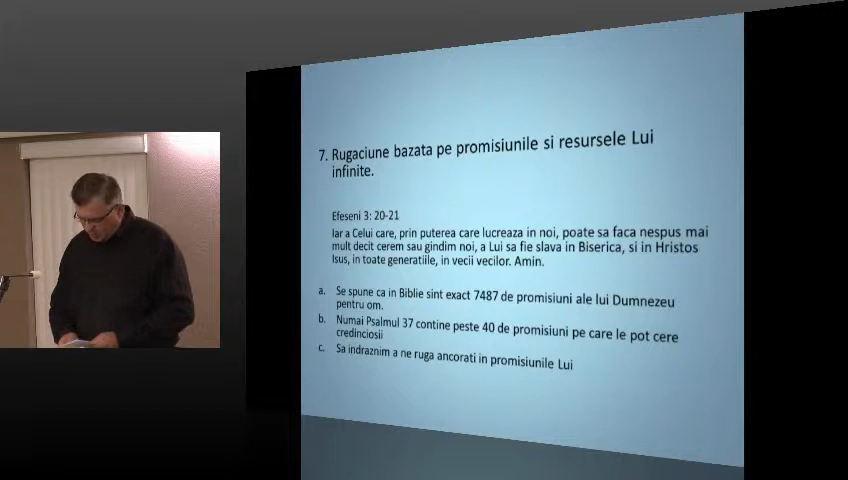 7. Rugaciune bazata pe promisiunile si resursele Lui
infinite.
Efeseni 3: 20-21
Iar a Celui care, prin puterea care lucreaza in noi, poate sa faca nespus mai
mult decit cerem sau gindim noi, a Lui sa fie slava in Biserica, si in Hristos
Isus, in toate generatiile, in vecii vecilor. Amin.
a. Se spune ca in Biblie sint exact 7487 de promisiuni ale lui Dumnezeu
pentru om.
b. Numai Psalmul 37 contine peste 40 de promisiuni pe care le pot cere
credinciosii
c. Sa indraznim a ne ruga ancorati in promisiunile Lui